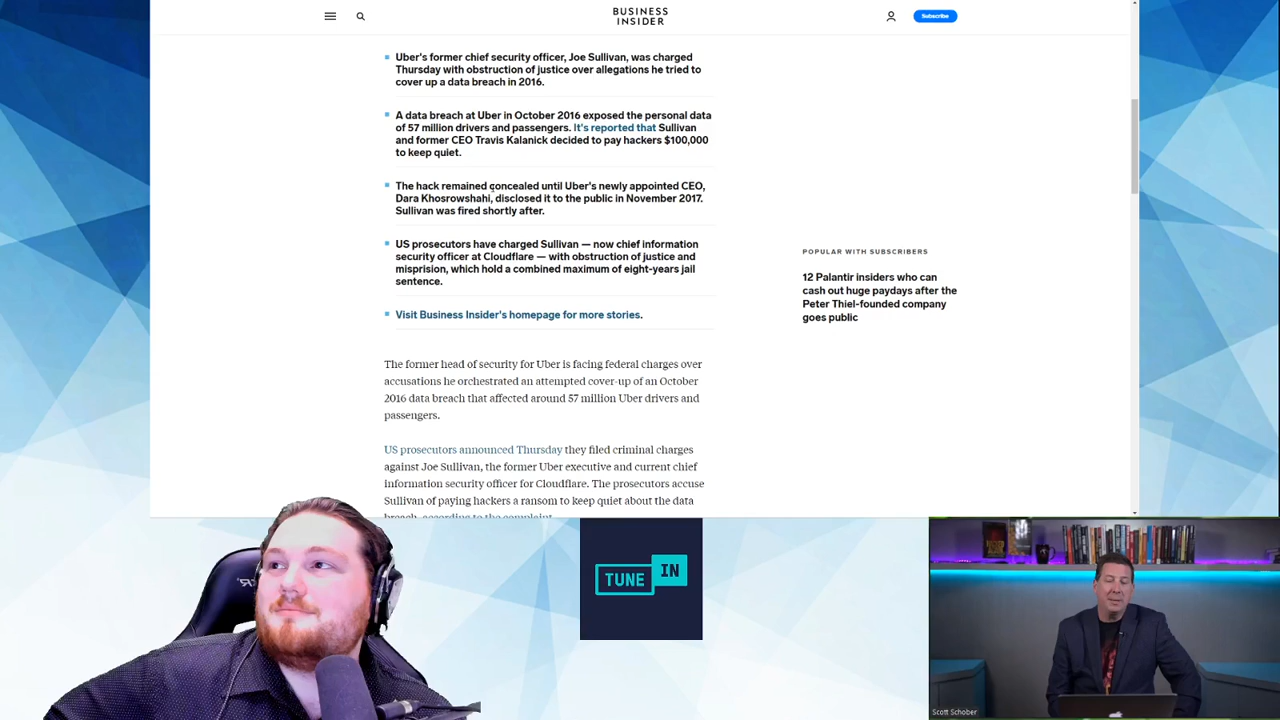 BUSINESS
INSIDER
Subscribe
Uber's former chief security officer, Joe Sullivan, was charged
Thursday with obstruction of justice over allegations he tried to
cover up a data breach in 2016.
A data breach at Uber in October 2016 exposed the personal data
of 57 million drivers and passengers. It's reported that Sullivan
and former CEO Travis Kalanick decided to pay hackers $100,000
to keep quiet.
The hack remained concealed until Uber's newly appointed CEO,
Dara Khosrowshahi, disclosed it to the public in November 2017.
Sullivan was fired shortly after.
US prosecutors have charged Sullivan — now chief information
security officer at Cloudflare — with obstruction of justice and
misprision, which hold a combined maximum of eight-years jail
sentence.
Visit Business Insider's homepage for more stories.
The former head of security for Uber is facing federal charges over
accusations he orchestrated an attempted cover-up of an October
2016 data breach that affected around 57 million Uber drivers and
passengers.
US prosecutors announced Thursday they filed criminal charges
against Joe Sullivan, the former Uber executive and current chief
information security officer for Cloudflare. The prosecutors accuse
Sullivan of paying hackers a ransom to keep quiet about the data
breach, according to the complaint.
POPULAR WITH SUBSCRIBERS
12 Palantir insiders who can
cash out huge paydays after the
Peter Thiel-founded company
goes public
TUNE IN
Scott Schober